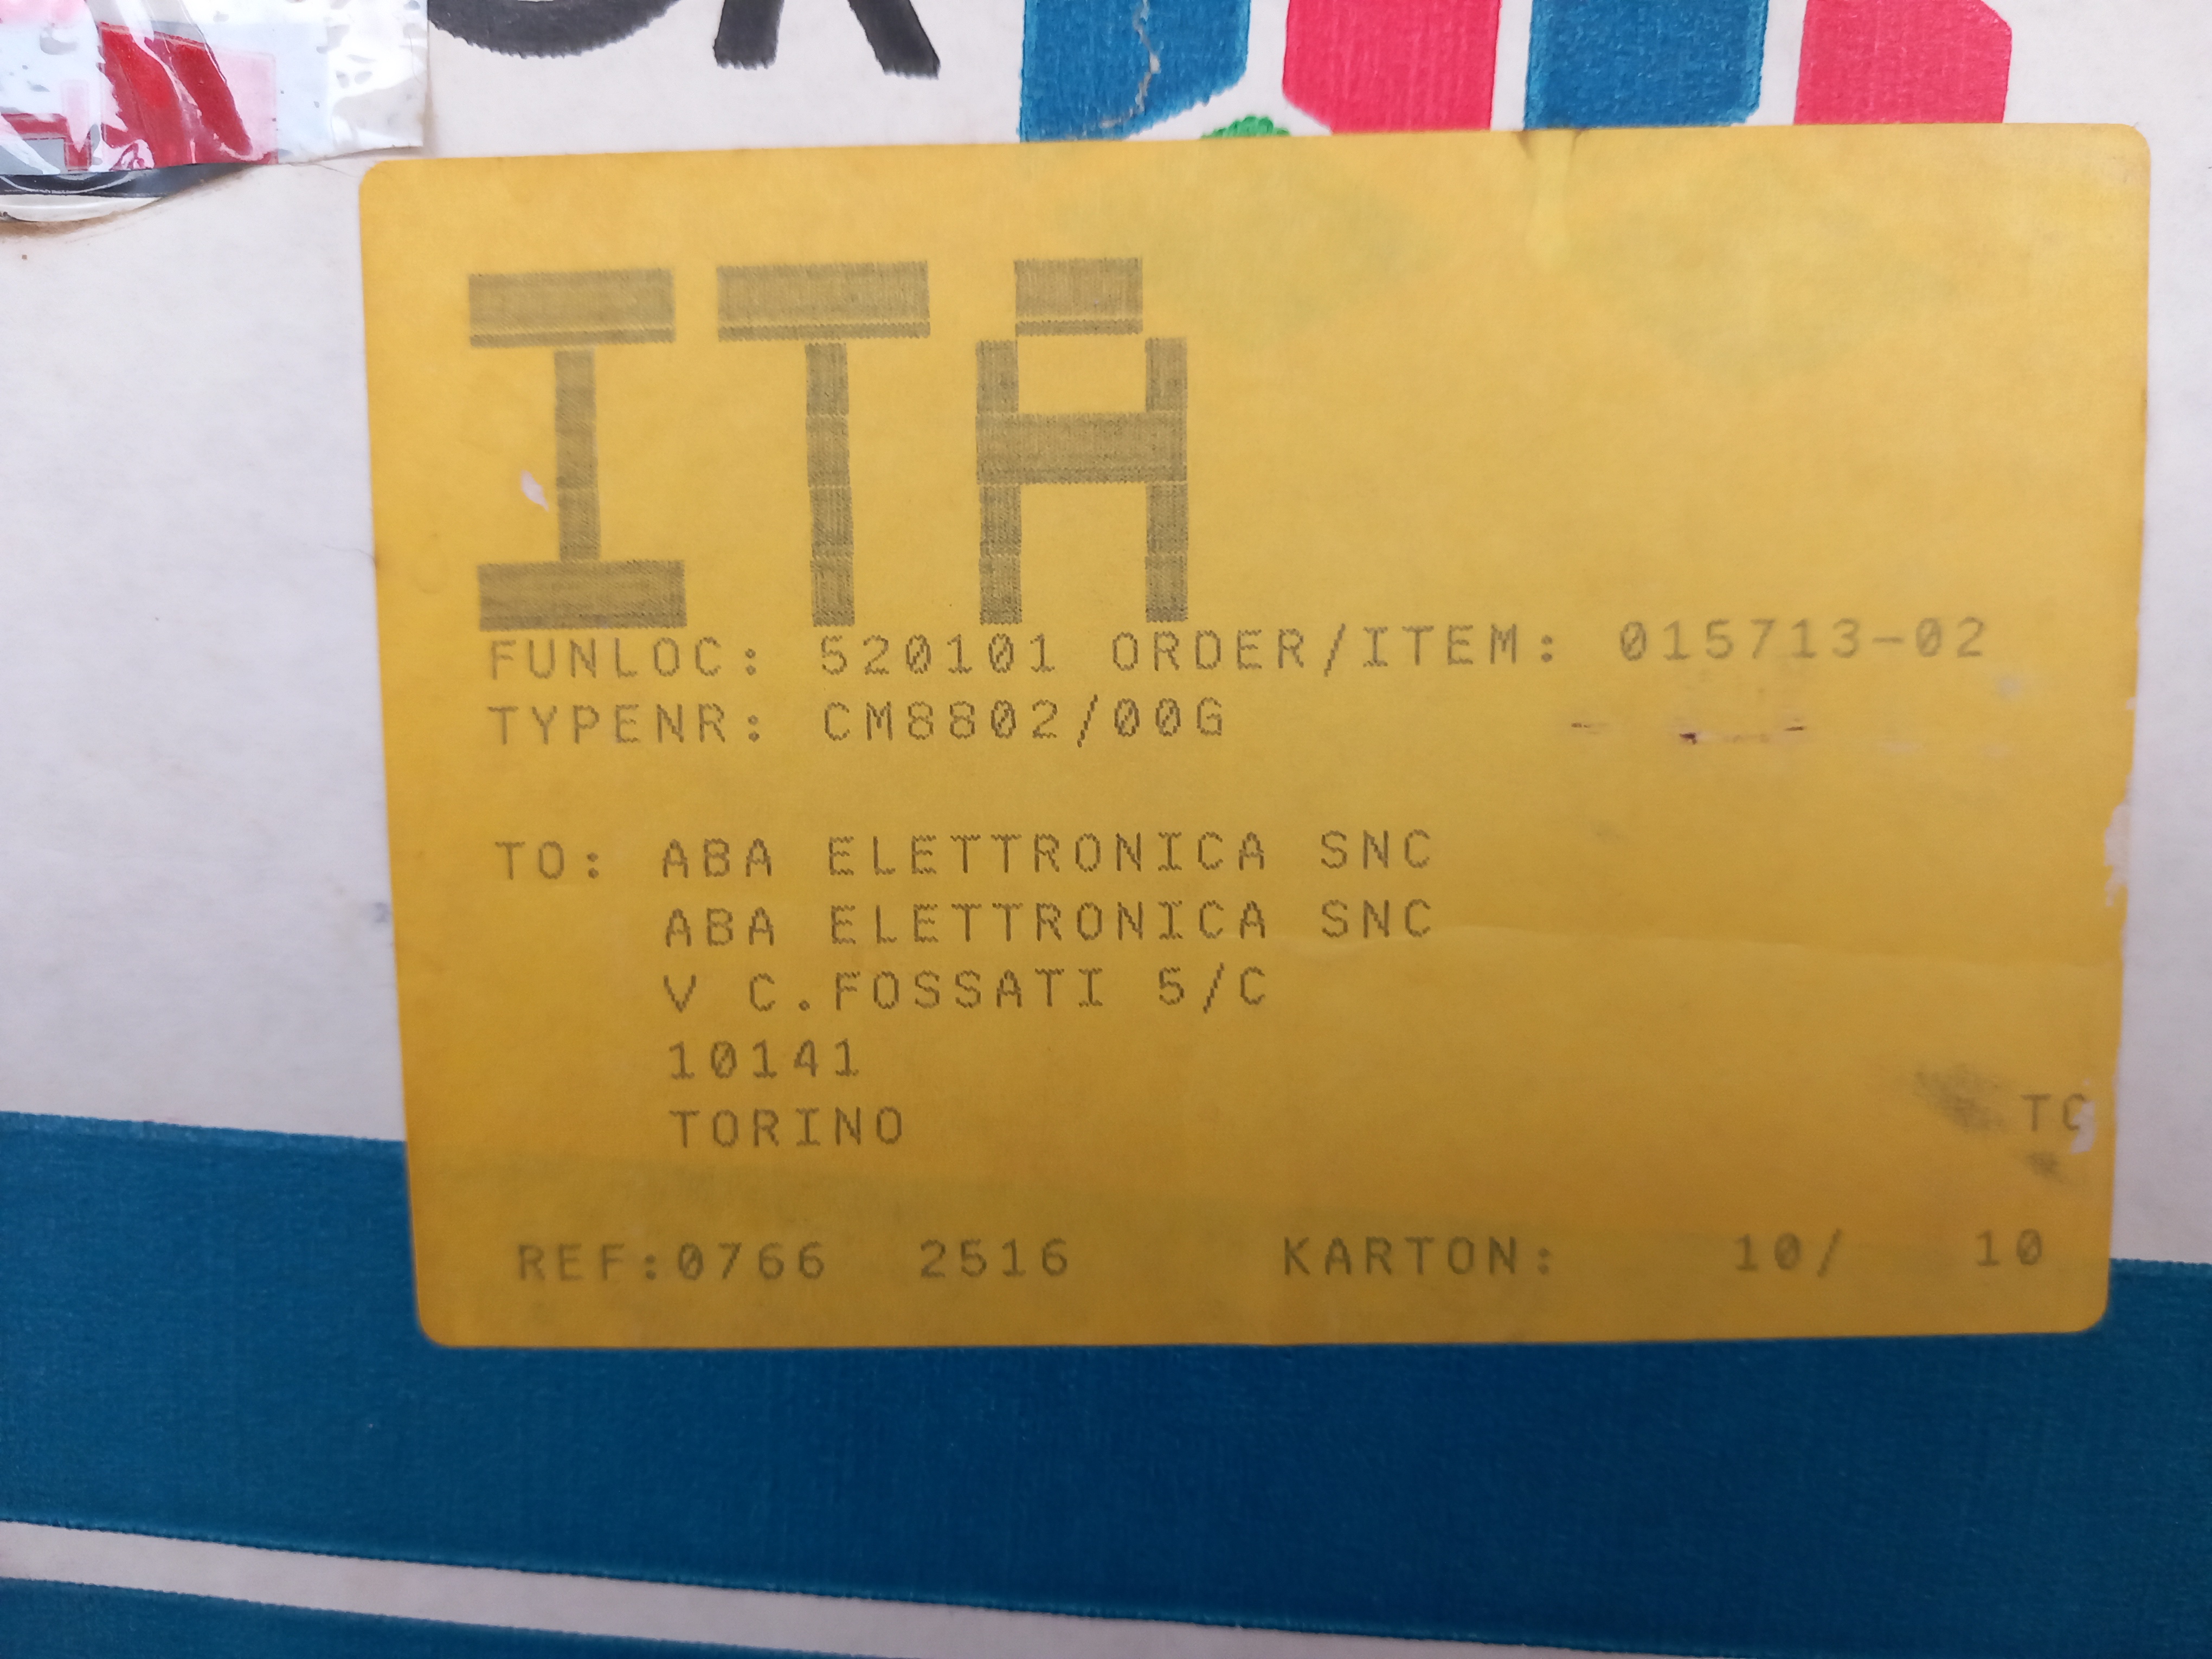 ITA
FUNLOC: 520101 ORDER/ITEM: 015713-02
TYPENR: CM8802/00G
TO: ABA ELETTRONICA SNC
ABA ELETTRONICA SNC
V C.FOSSATI 5/C
10141
TORINO
TO
REF:0766 2516 KARTON: 10/ 10